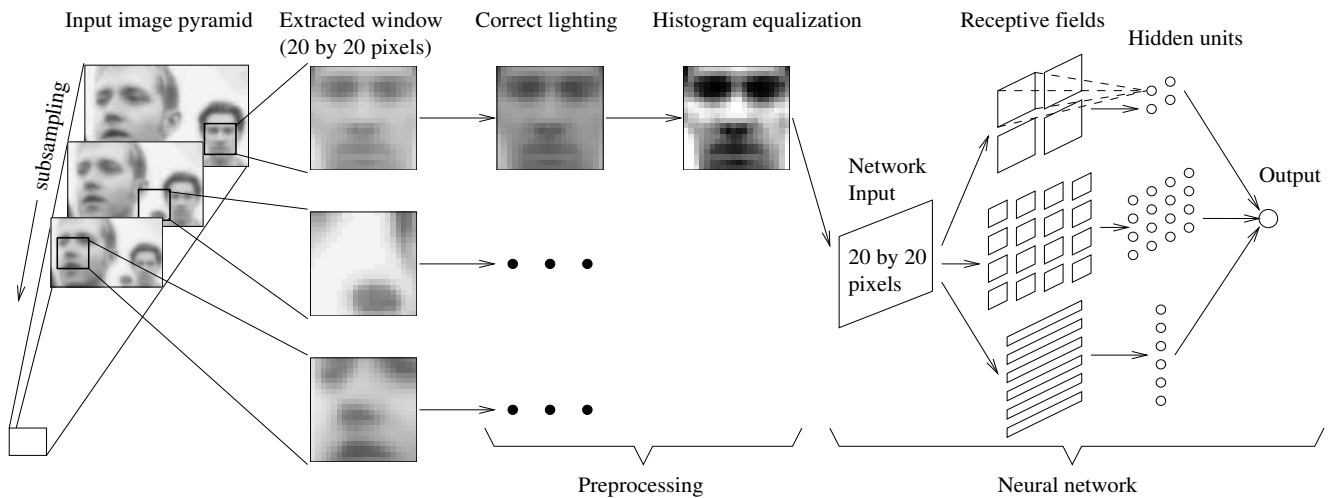 Input image pyramid
Extracted window
(20 by 20 pixels)
Correct lighting
Histogram equalization
Receptive fields
Hidden units
subsampling
Network
Input
Output
20 by 20
pixels
Preprocessing
Neural network